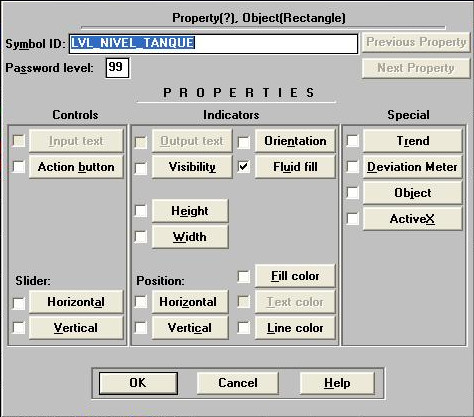 Property(?), Object(Rectangle)
Symbol ID: LVL_NIVEL_TANQUE Previous Property
Password level: 99 Next Property
PROPERTIES
Controls Indicators Special
Input text Output text Orientation Trend
Action button Visibility Fluid fill Deviation Meter
Height Object
Width ActiveX
Slider: Position: Fill color
Horizontal Horizontal Text color
Vertical Vertical Line color
OK Cancel Help